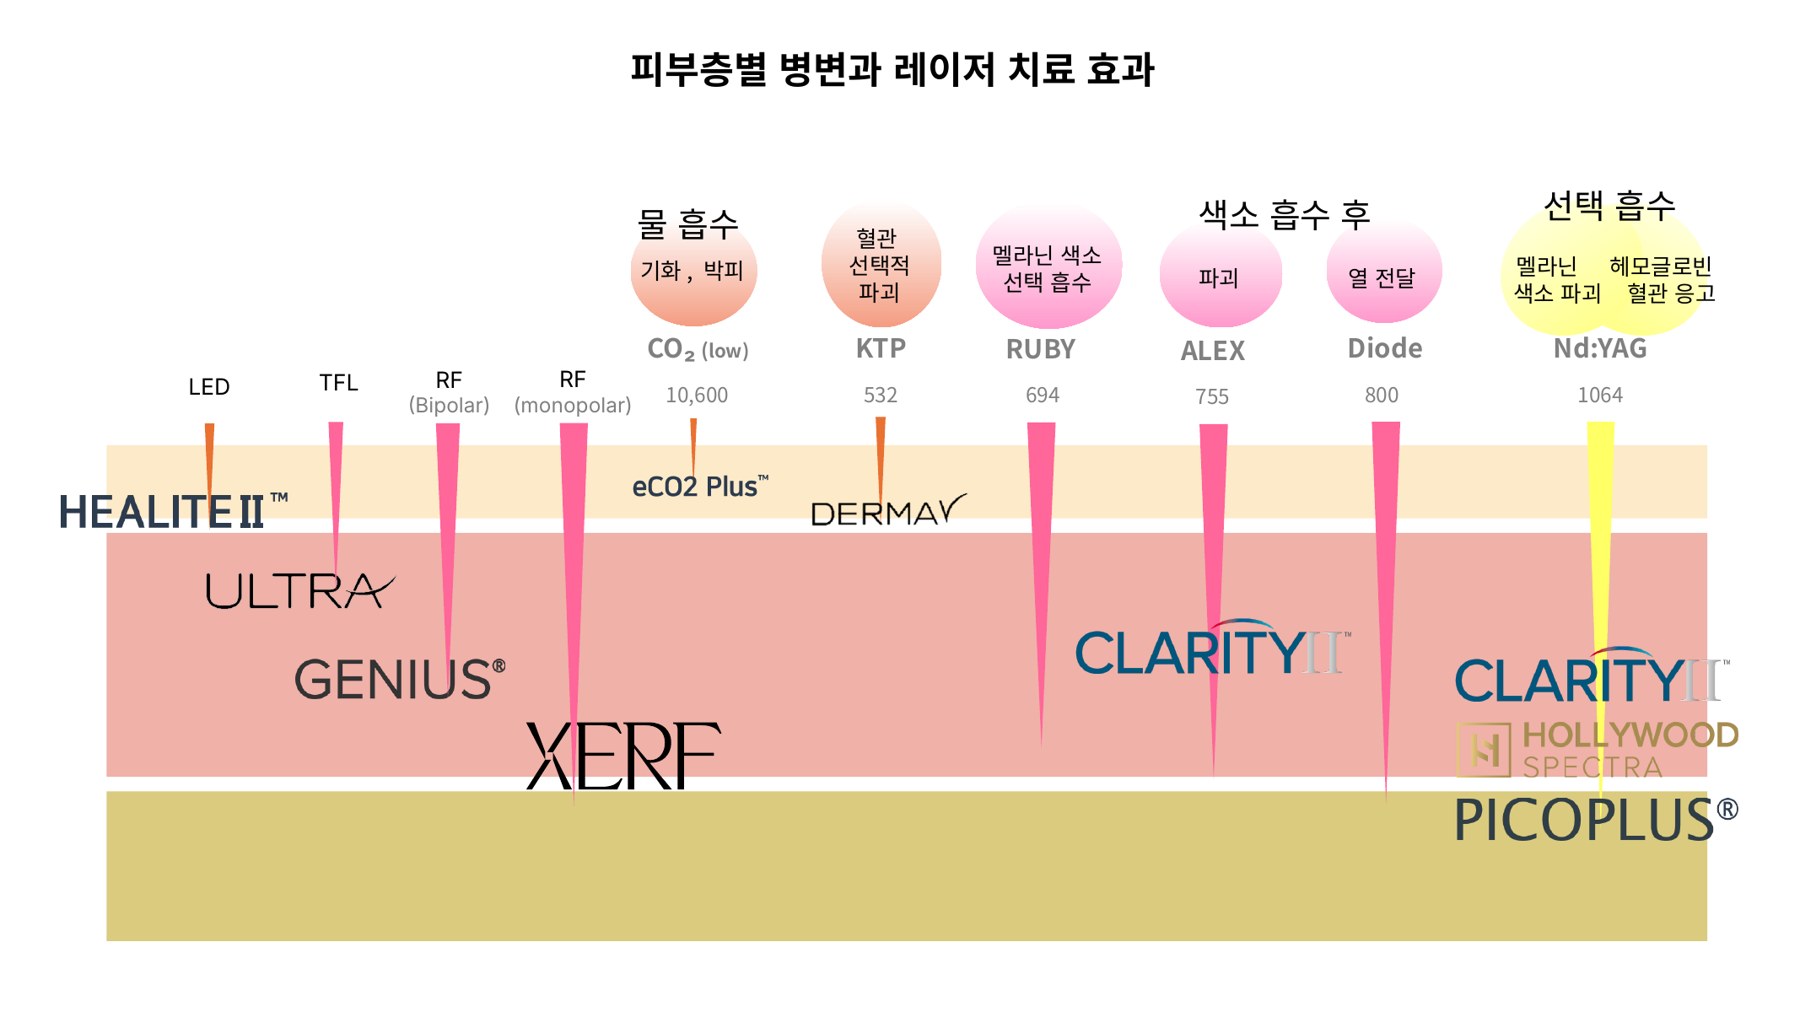 피부층별 병변과 레이저 치료 효과
물 흡수
기화 , 박피
혈관
선택적
파괴
멜라닌 색소
선택 흡수
색소 흡수 후
파괴
열 전달
선택 흡수
멜라닌
색소 파괴
헤모글로빈
혈관 응고
LED
TFL
RF
(Bipolar)
RF
(monopolar)
CO₂ (low)
10,600
KTP
532
RUBY
694
ALEX
755
Diode
800
Nd:YAG
1064
HEALITE II™
eCO2 Plus™
DERMAV
ULTRA
GENIUS®
XERF
CLARITY II™
CLARITY II™
HOLLYWOOD
SPECTRA
PICOPLUS®